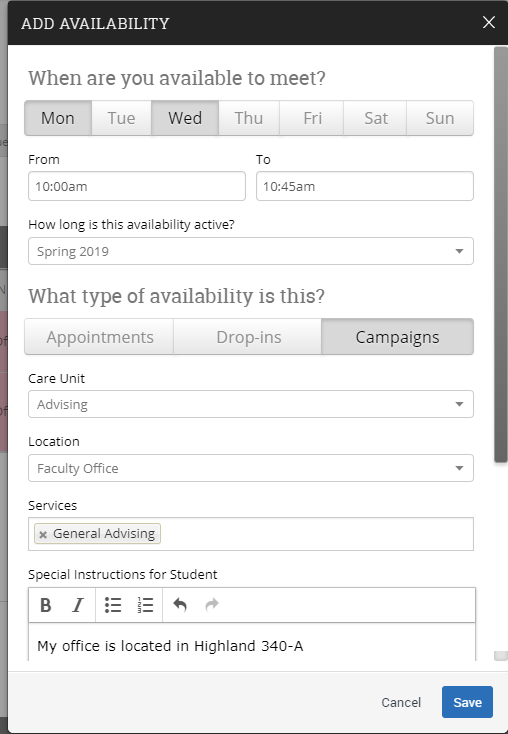 ADD AVAILABILITY
When are you available to meet?
Mon Tue Wed Thu Fri Sat Sun
From To
10:00am 10:45am
How long is this availability active?
Spring 2019
What type of availability is this?
Appointments Drop-ins Campaigns
Care Unit
Advising
Location
Faculty Office
Services
× General Advising
Special Instructions for Student
B I
My office is located in Highland 340-A
Cancel Save